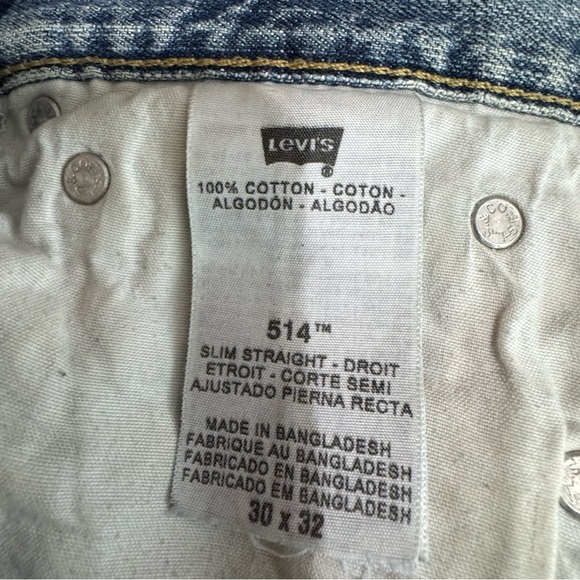 Levi's
®
100% COTTON - COTON -
ALGODÓN - ALGODÃO
514™
SLIM STRAIGHT - DROIT
ETROIT - CORTE SEMI
AJUSTADO PIERNA RECTA
MADE IN BANGLADESH
FABRIQUE AU BANGLADESH
FABRICADO EN BANGLADESH
FABRICADO EM BANGLADESH
30 x 32